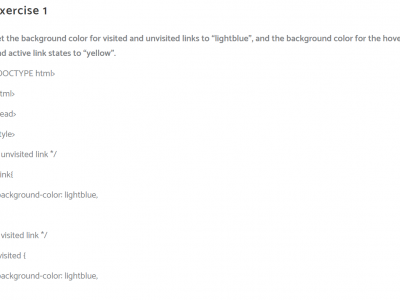 xercise 1
et the background color for visited and unvisited links to “lightblue”, and the background color for the hove
nd active link states to “yellow”.
DOCTYPE html>
tml>
ead>
tyle>
unvisited link */
ink{
background-color: lightblue,
visited link */
visited {
background-color: lightblue,